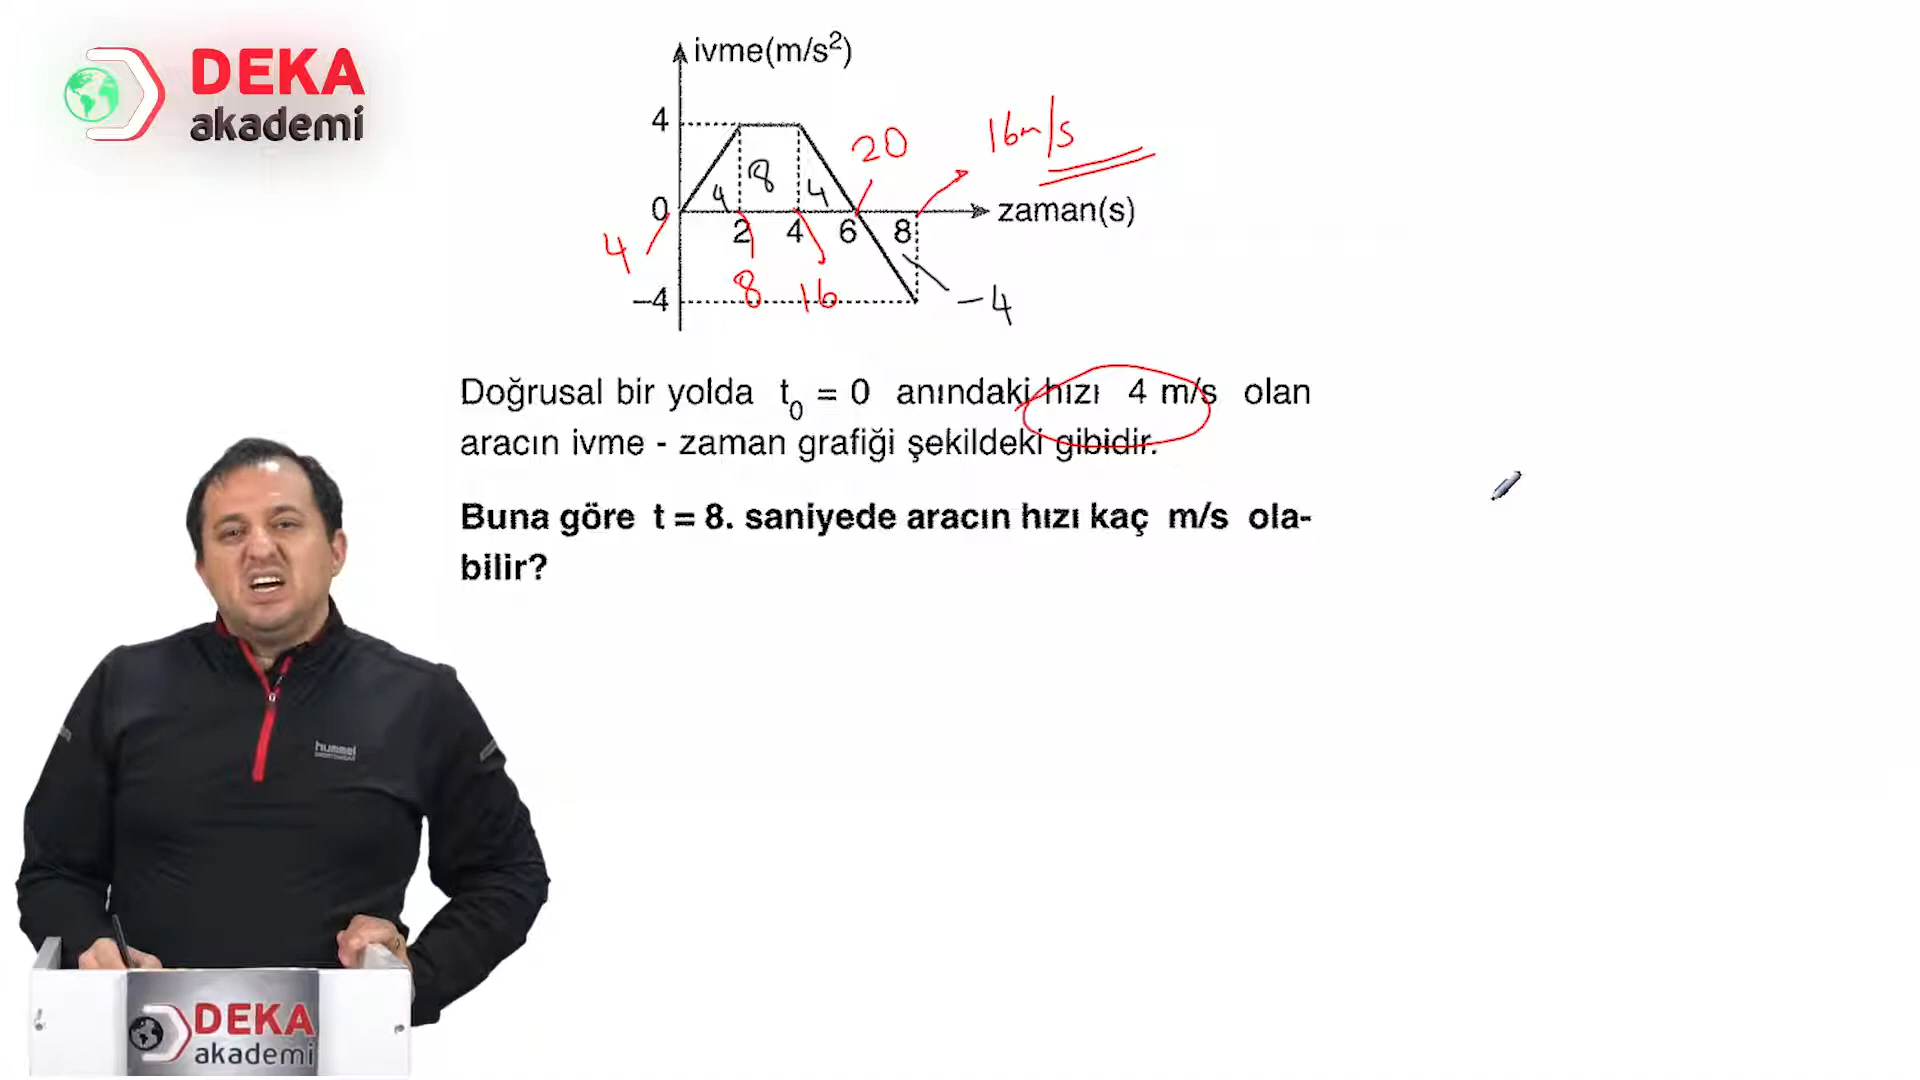 DEKA
akademi
ivme(m/s²)
4
20
16m/s
8
4
4
0
zaman(s)
2
4
6
8
4
8
16
−4
−4
Doğrusal bir yolda t₀ = 0 anındaki hızı 4 m/s olan
aracın ivme - zaman grafiği şekildeki gibidir.
Buna göre t = 8. saniyede aracın hızı kaç m/s ola-
bilir?
hummel
DEKA
akademi